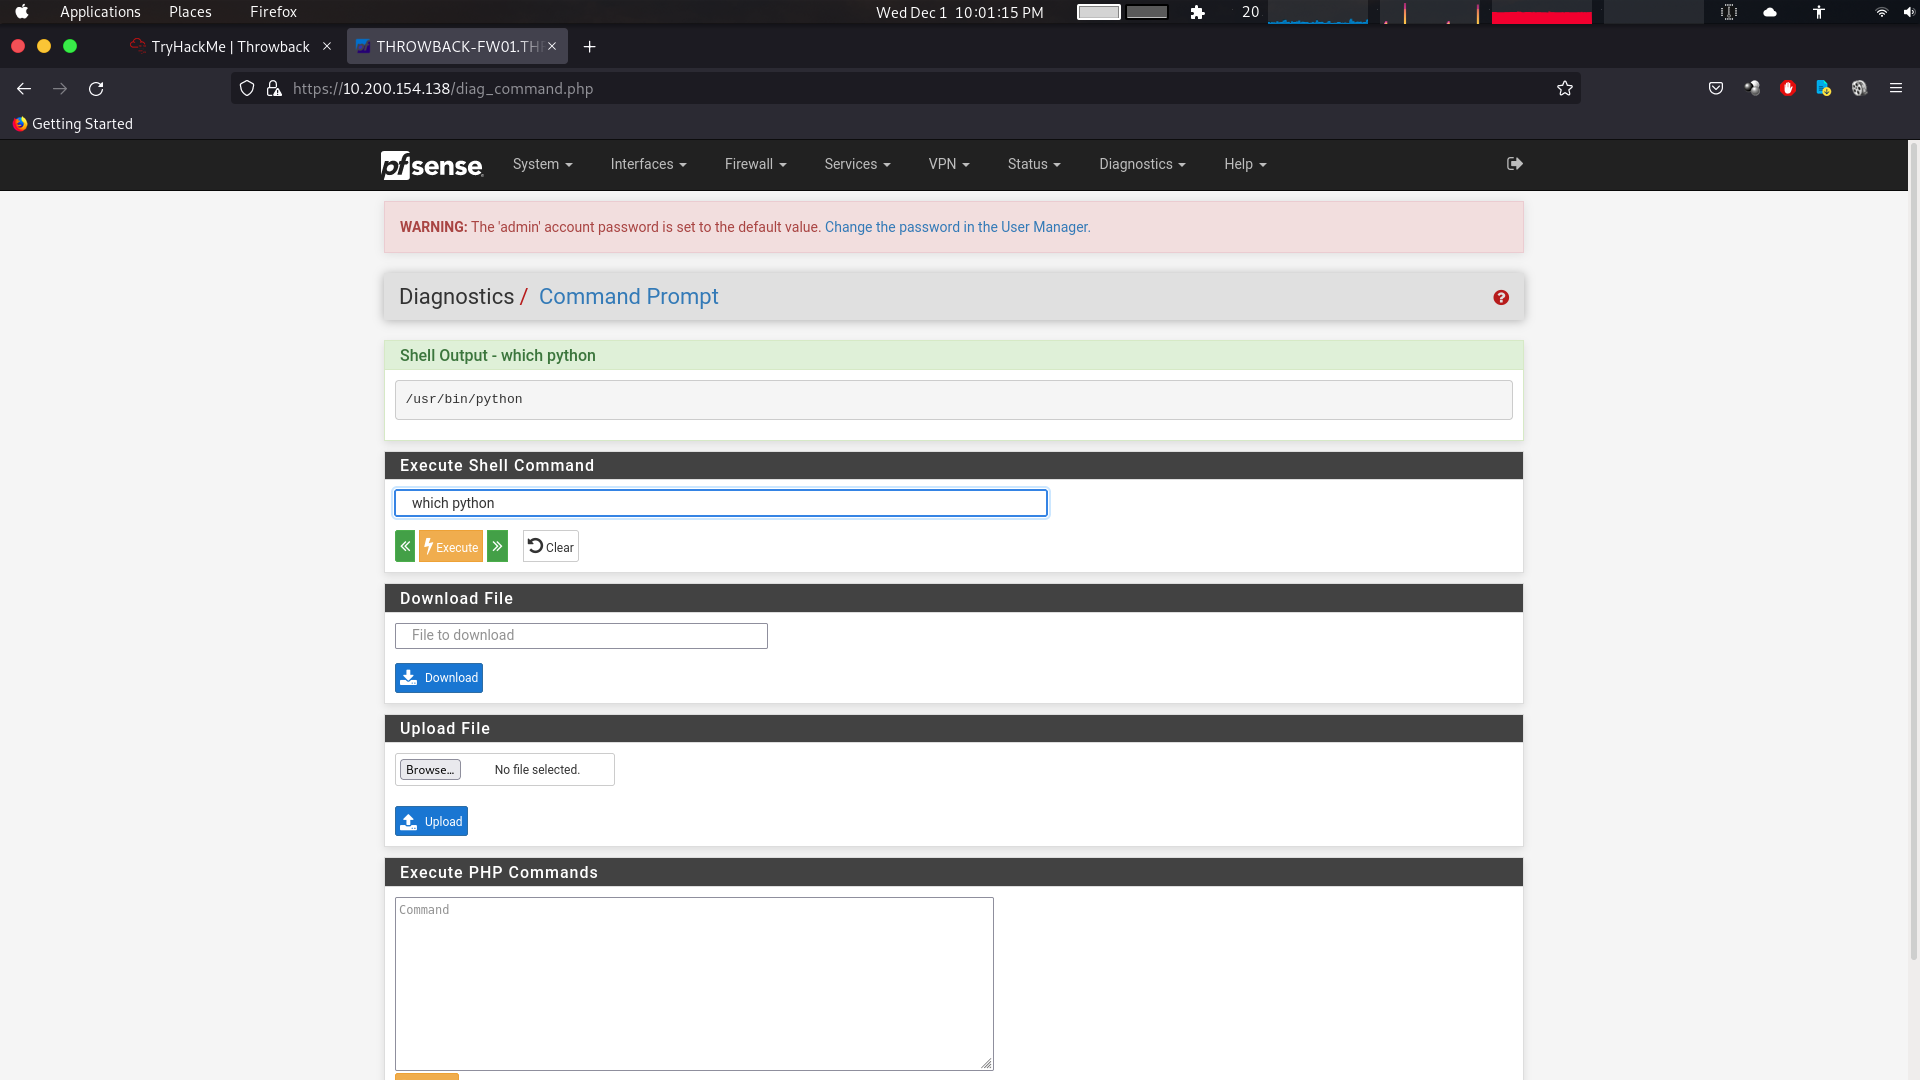 Applications Places Firefox Wed Dec 1 10:01:15 PM 20
TryHackMe | Throwback × THROWBACK-FW01.TH × +
https://10.200.154.138/diag_command.php
Getting Started
pfsense System Interfaces Firewall Services VPN Status Diagnostics Help
WARNING: The 'admin' account password is set to the default value. Change the password in the User Manager.
Diagnostics / Command Prompt
Shell Output - which python
/usr/bin/python
Execute Shell Command
which python
Execute Clear
Download File
File to download
Download
Upload File
Browse... No file selected.
Upload
Execute PHP Commands
Command